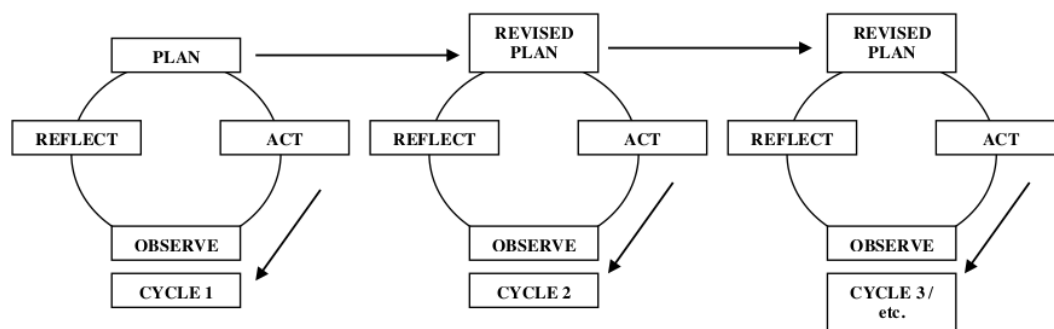 PLAN
REFLECT
ACT
OBSERVE
CYCLE 1
REVISED
PLAN
REFLECT
ACT
OBSERVE
CYCLE 2
REVISED
PLAN
REFLECT
ACT
OBSERVE
CYCLE 3/
etc.